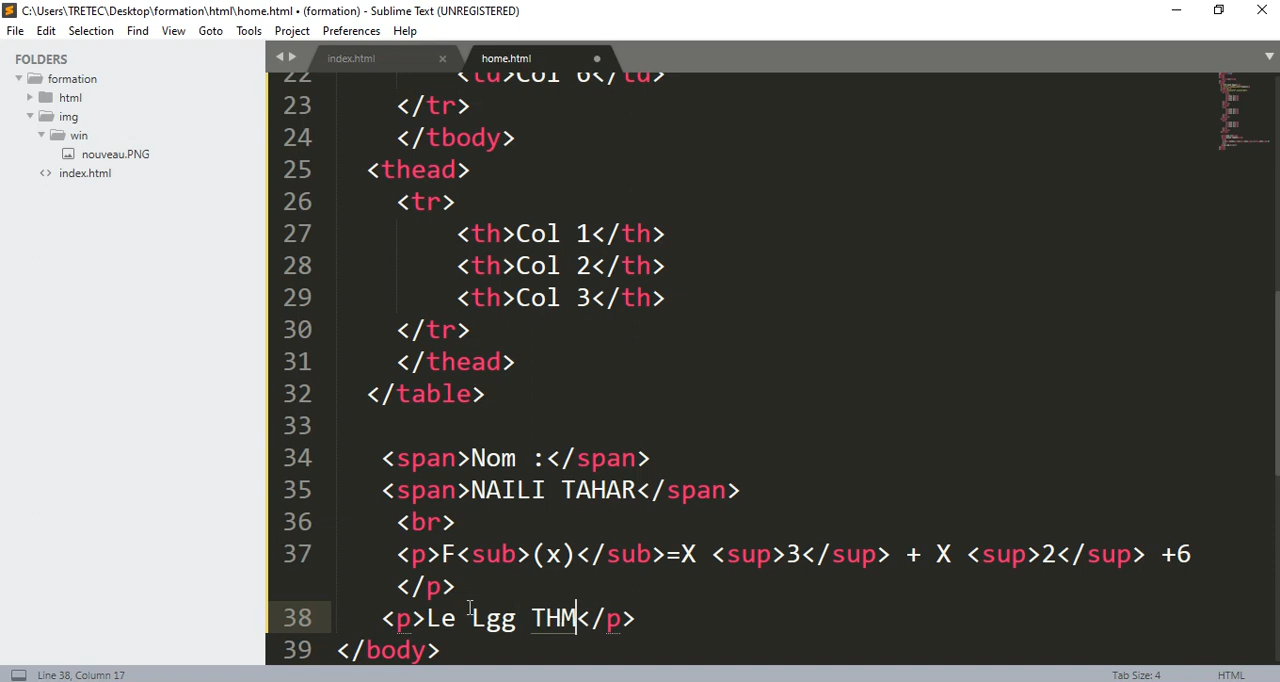 C:\Users\TRETEC\Desktop\formation\html\home.html • (formation) - Sublime Text (UNREGISTERED)
File Edit Selection Find View Goto Tools Project Preferences Help
FOLDERS
formation
html
img
win
nouveau.PNG
<> index.html
index.html × home.html
22 <td>Col 6</td>
23 </tr>
24 </tbody>
25 <thead>
26 <tr>
27 <th>Col 1</th>
28 <th>Col 2</th>
29 <th>Col 3</th>
30 </tr>
31 </thead>
32 </table>
33
34 <span>Nom :</span>
35 <span>NAILI TAHAR</span>
36 <br>
37 <p>F<sub>(x)</sub>=X <sup>3</sup> + X <sup>2</sup> +6
</p>
38 <p>Le Lgg THM</p>
39 </body>
Line 38, Column 17 Tab Size: 4 HTML